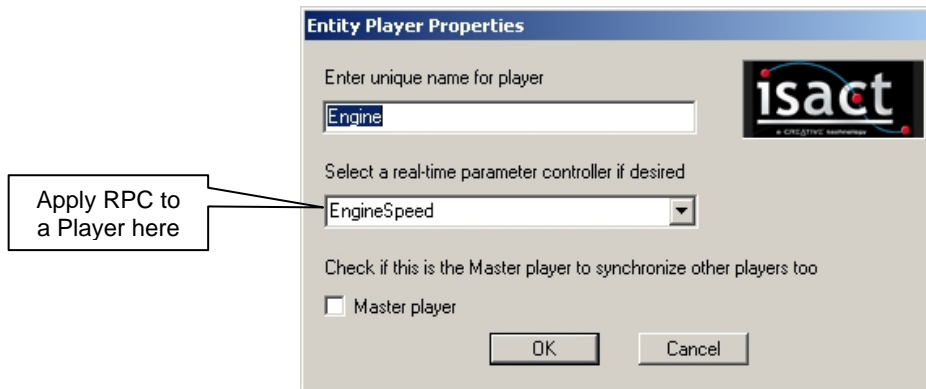 Entity Player Properties
Enter unique name for player
Engine
isact
a CREATIVE technology
Select a real-time parameter controller if desired
Apply RPC to
a Player here
EngineSpeed
Check if this is the Master player to synchronize other players too
Master player
OK Cancel